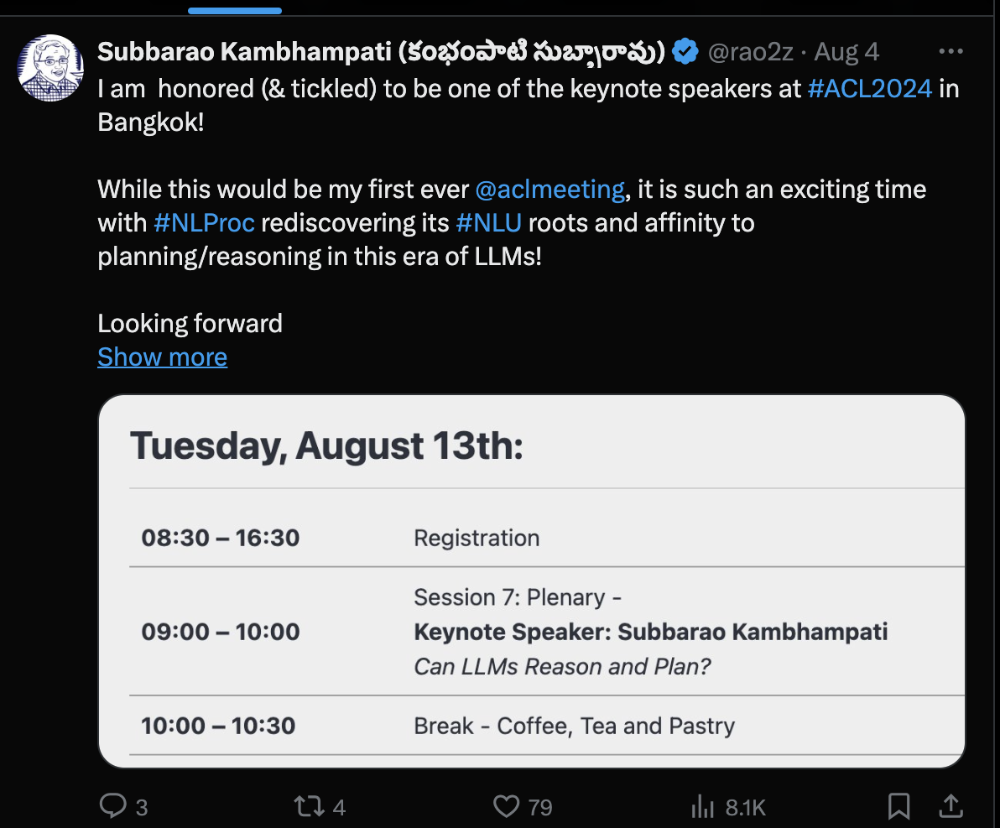 Subbarao Kambhampati (కంభంపాటి సుబ్బారావు) @rao2z · Aug 4
I am honored (& tickled) to be one of the keynote speakers at #ACL2024 in
Bangkok!
While this would be my first ever @aclmeeting, it is such an exciting time
with #NLProc rediscovering its #NLU roots and affinity to
planning/reasoning in this era of LLMs!
Looking forward
Show more
Tuesday, August 13th:
08:30 – 16:30 Registration
Session 7: Plenary -
09:00 – 10:00 Keynote Speaker: Subbarao Kambhampati
Can LLMs Reason and Plan?
10:00 – 10:30 Break - Coffee, Tea and Pastry
3 4 79 8.1K